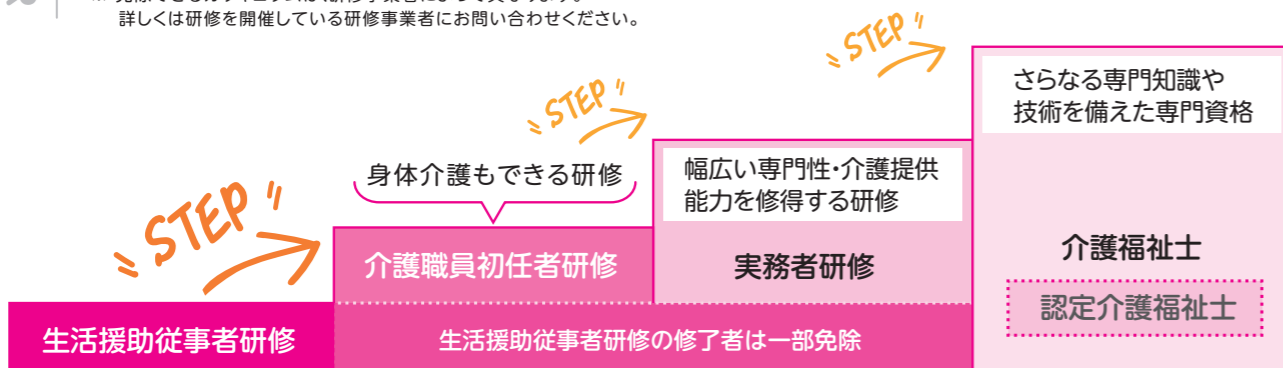 詳しくは研修を開催している研修事業者にお問い合わせください。
STEP
さらなる専門知識や
技術を備えた専門資格
STEP
身体介護もできる研修
幅広い専門性・介護提供
能力を修得する研修
STEP
介護職員初任者研修
実務者研修
介護福祉士
認定介護福祉士
生活援助従事者研修
生活援助従事者研修の修了者は一部免除